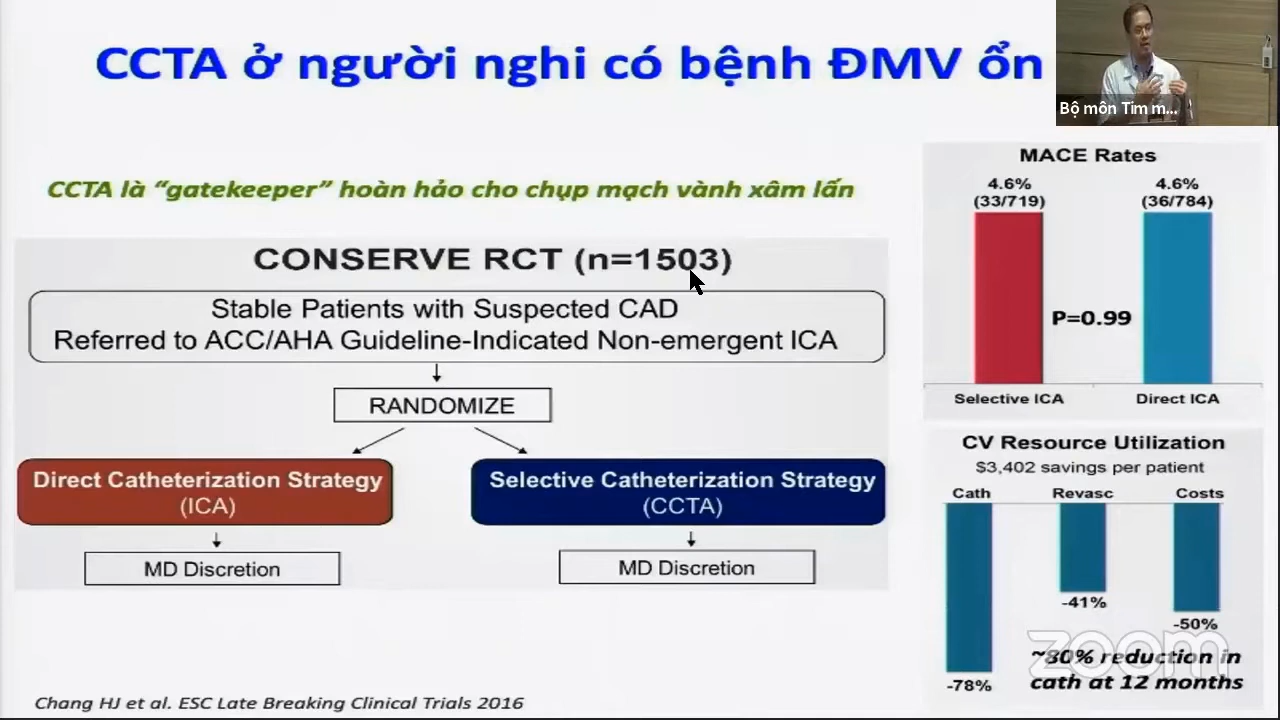 CCTA ở người nghi có bệnh ĐMV ổn
Bộ môn Tim m...
CCTA là “gatekeeper” hoàn hảo cho chụp mạch vành xâm lấn
CONSERVE RCT (n=1503)
Stable Patients with Suspected CAD
Referred to ACC/AHA Guideline-Indicated Non-emergent ICA
RANDOMIZE
Direct Catheterization Strategy
(ICA)
Selective Catheterization Strategy
(CCTA)
MD Discretion
MD Discretion
MACE Rates
4.6%
(33/719)
4.6%
(36/784)
P=0.99
Selective ICA
Direct ICA
CV Resource Utilization
$3,402 savings per patient
Cath
Revasc
Costs
-41%
-50%
-78%
zoom
~80% reduction in
cath at 12 months
Chang HJ et al. ESC Late Breaking Clinical Trials 2016